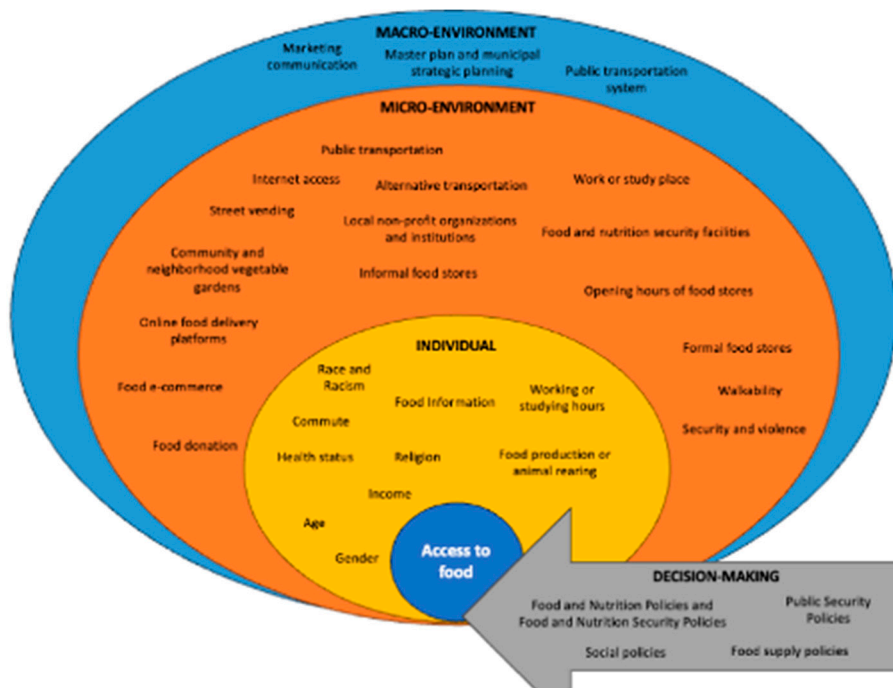 MACRO-ENVIRONMENT
Marketing
communication
Master plan and municipal
strategic planning
Public transportation
system
MICRO-ENVIRONMENT
Public transportation
Internet access
Alternative transportation
Work or study place
Street vending
Local non-profit organizations
and institutions
Food and nutrition security facilities
Community and
neighborhood vegetable
gardens
Informal food stores
Opening hours of food stores
Online food delivery
platforms
Formal food stores
Food e-commerce
Walkability
Security and violence
Food donation
INDIVIDUAL
Race and
Racism
Food Information
Working or
studying hours
Commute
Health status
Religion
Food production or
animal rearing
Income
Age
Gender
Access to
food
DECISION-MAKING
Food and Nutrition Policies and
Food and Nutrition Security Policies
Public Security
Policies
Social policies
Food supply policies